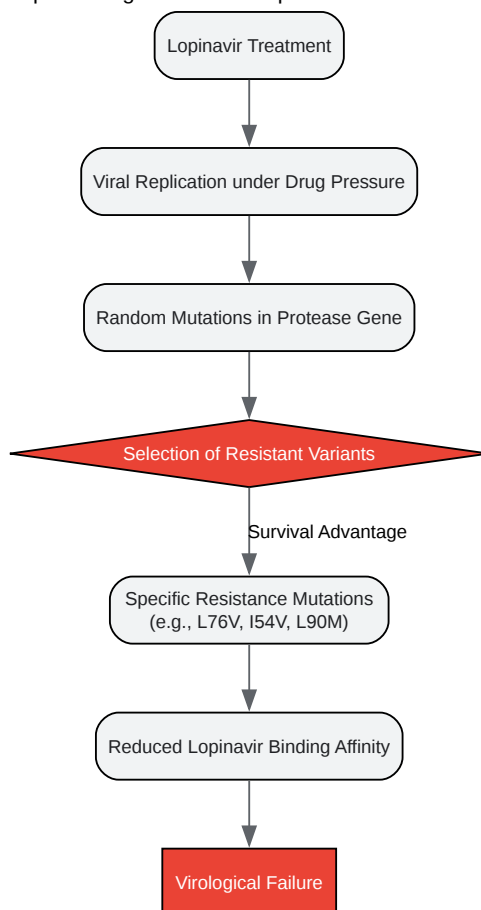 Lopinavir Treatment
Viral Replication under Drug Pressure
Random Mutations in Protease Gene
Selection of Resistant Variants
Survival Advantage
Specific Resistance Mutations
(e.g., L76V, I54V, L90M)
Reduced Lopinavir Binding Affinity
Virological Failure